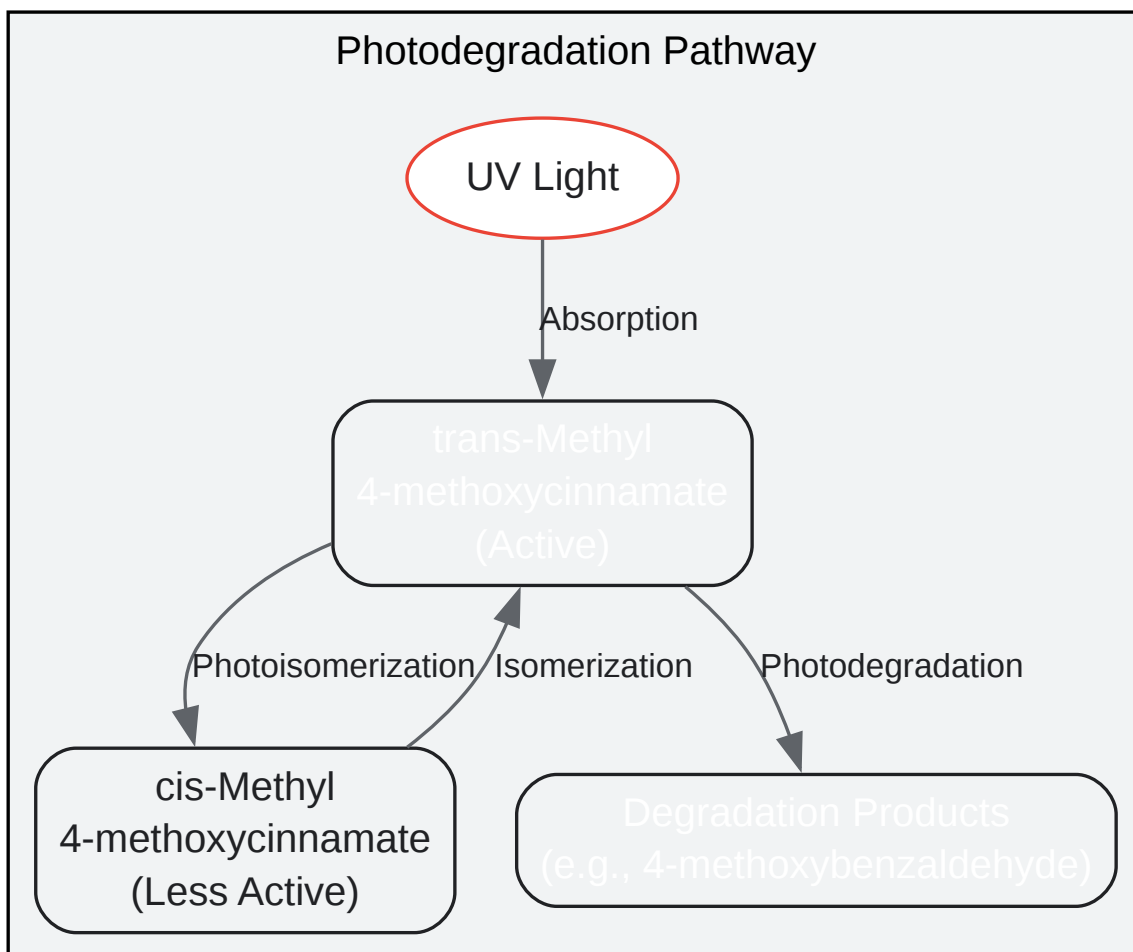 Photodegradation Pathway
UV Light
Absorption
trans-Methyl
4-methoxycinnamate
(Active)
Photoisomerization
Isomerization
Photodegradation
cis-Methyl
4-methoxycinnamate
(Less Active)
Degradation Products
(e.g., 4-methoxybenzaldehyde)